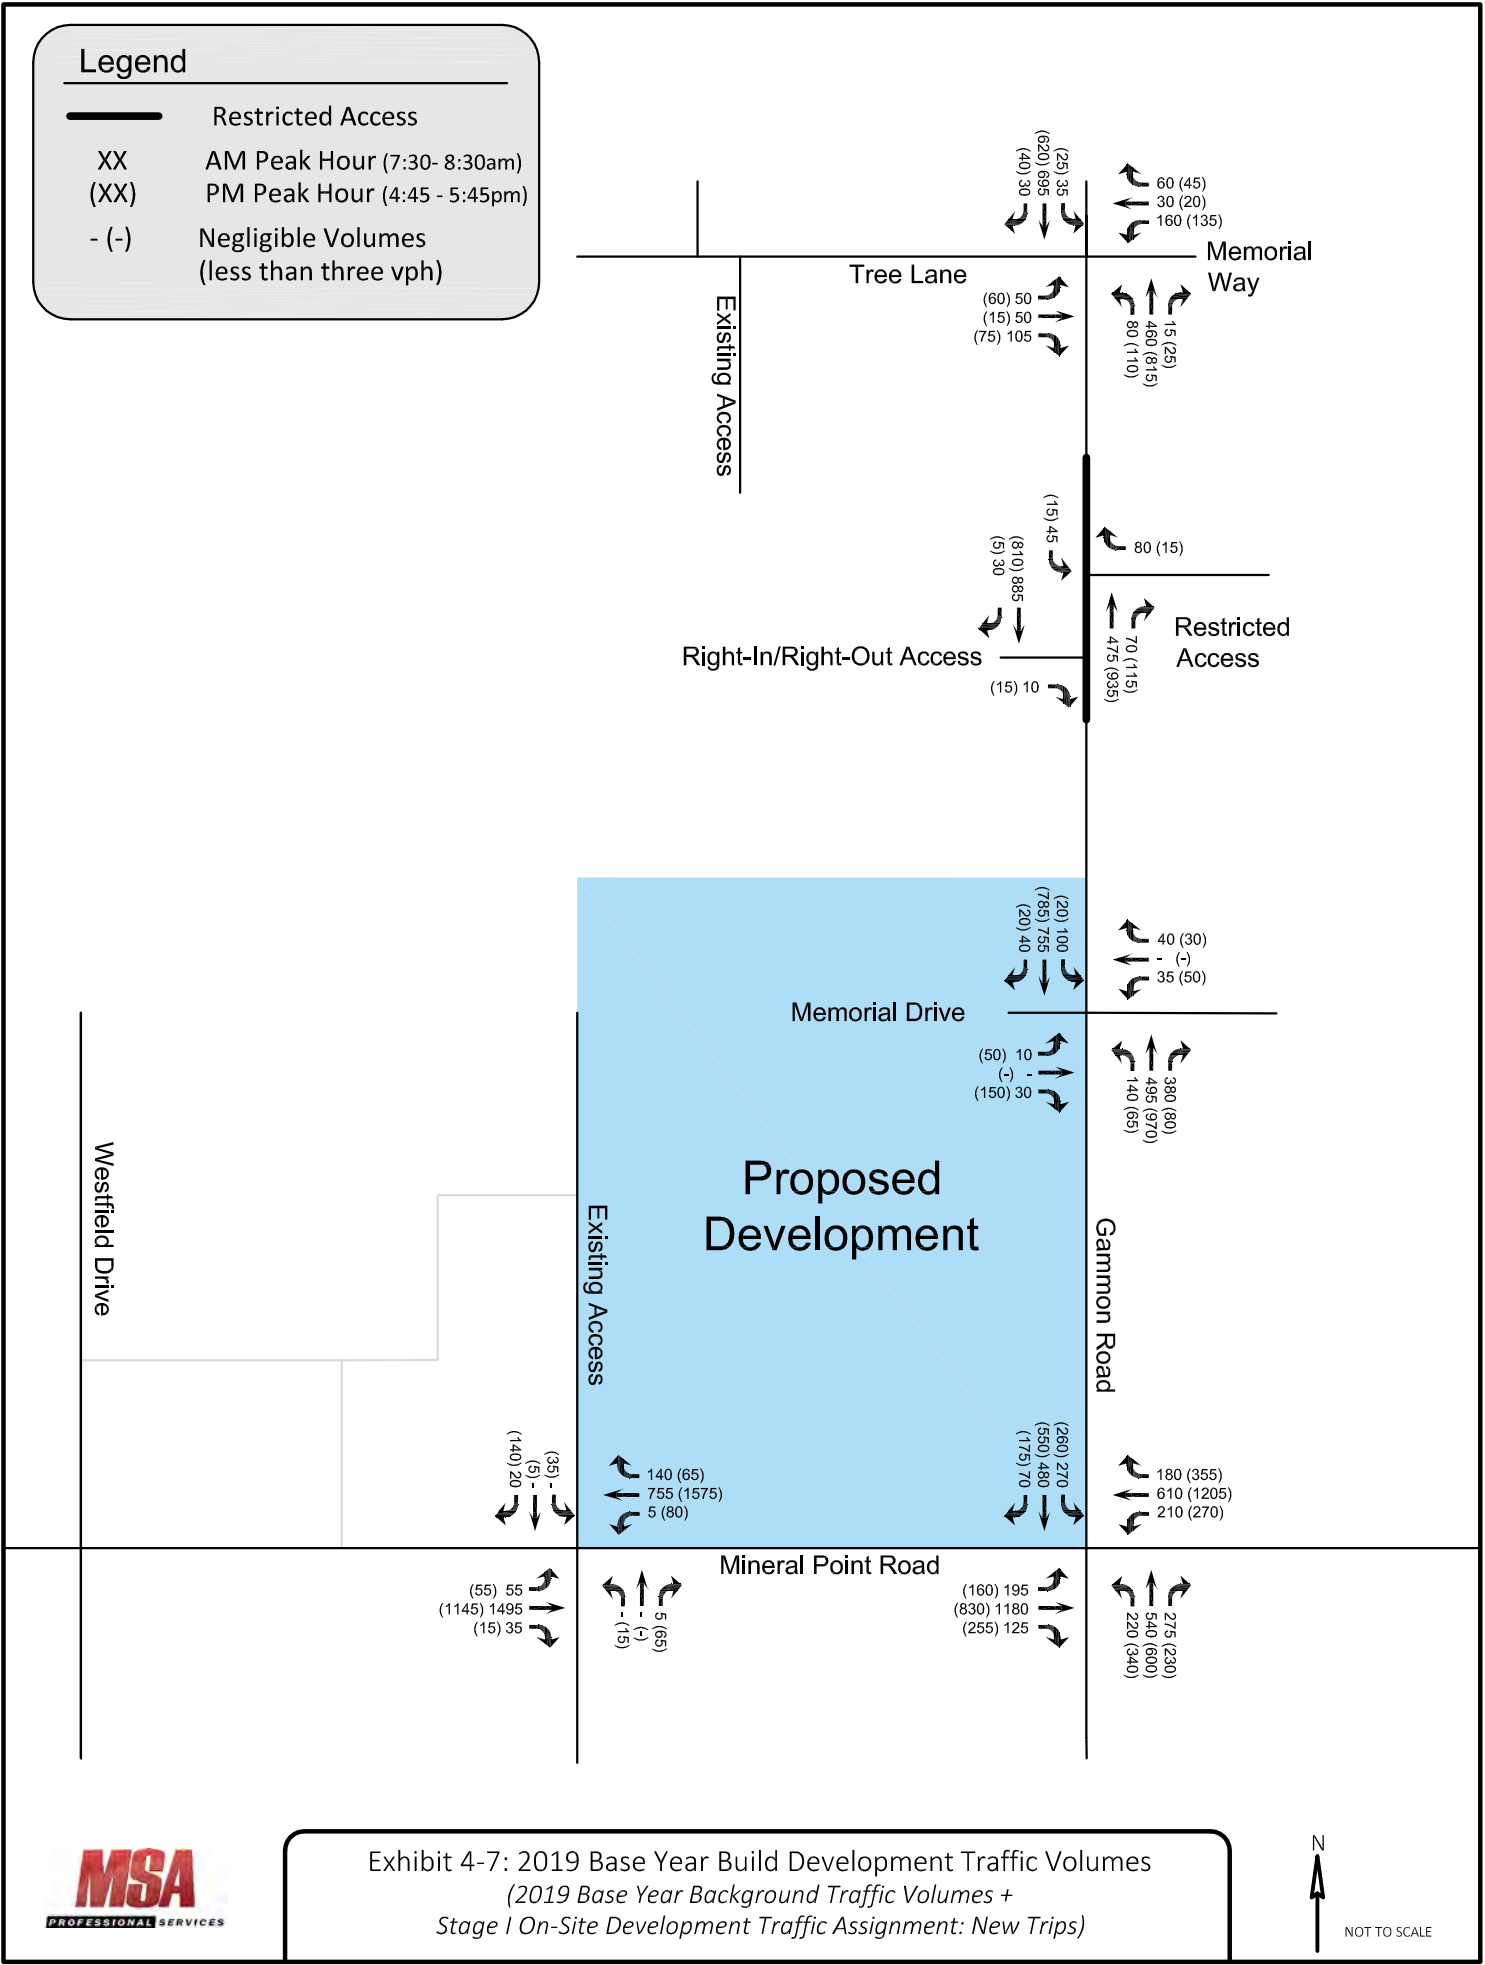 Legend
Restricted Access
XX AM Peak Hour (7:30- 8:30am)
(XX) PM Peak Hour (4:45 - 5:45pm)
- (-) Negligible Volumes
(less than three vph)
(40) 30
(620) 695
(25) 35
60 (45)
30 (20)
160 (135)
Memorial
Way
Tree Lane
(60) 50
(15) 50
(75) 105
80 (110)
460 (815)
15 (25)
Existing Access
(15) 45
80 (15)
(5) 30
(810) 885
70 (115)
475 (935)
Restricted
Access
Right-In/Right-Out Access
(15) 10
(20) 40
(785) 755
(20) 100
40 (30)
- (-)
35 (50)
Memorial Drive
(50) 10
(-) -
(150) 30
140 (65)
495 (970)
380 (80)
Proposed
Development
Westfield Drive
Existing Access
Gammon Road
(140) 20
(5) -
(35) -
140 (65)
755 (1575)
5 (80)
(175) 70
(550) 480
(260) 270
180 (355)
610 (1205)
210 (270)
Mineral Point Road
(55) 55
(1145) 1495
(15) 35
- (15)
- (-)
5 (65)
(160) 195
(830) 1180
(255) 125
220 (340)
540 (600)
275 (230)
MSA
PROFESSIONAL SERVICES
Exhibit 4-7: 2019 Base Year Build Development Traffic Volumes
(2019 Base Year Background Traffic Volumes +
Stage I On-Site Development Traffic Assignment: New Trips)
N
NOT TO SCALE